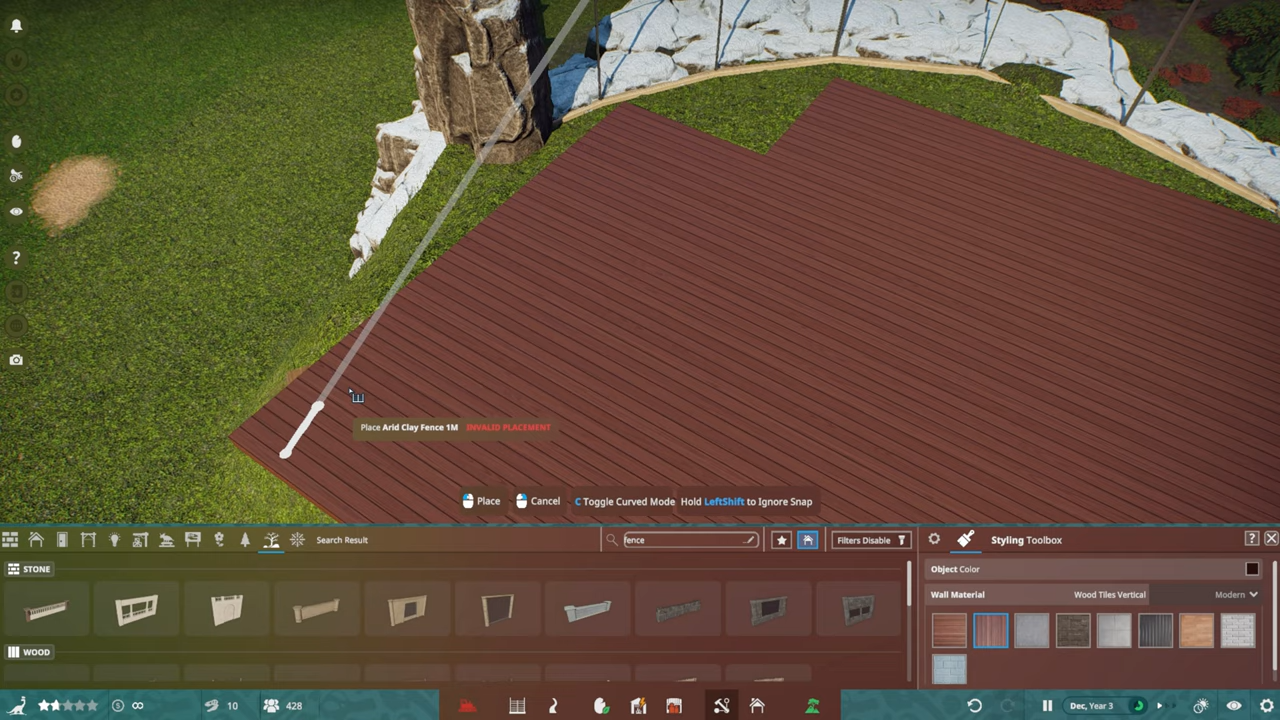 ?
Place Arid Clay Fence 1M INVALID PLACEMENT
Place Cancel C Toggle Curved Mode Hold LeftShift to Ignore Snap
Search Result
fence
Filters Disable
Styling Toolbox
?
STONE
Object Color
Wall Material Wood Tiles Vertical Modern
WOOD
10 428 Dec, Year 3